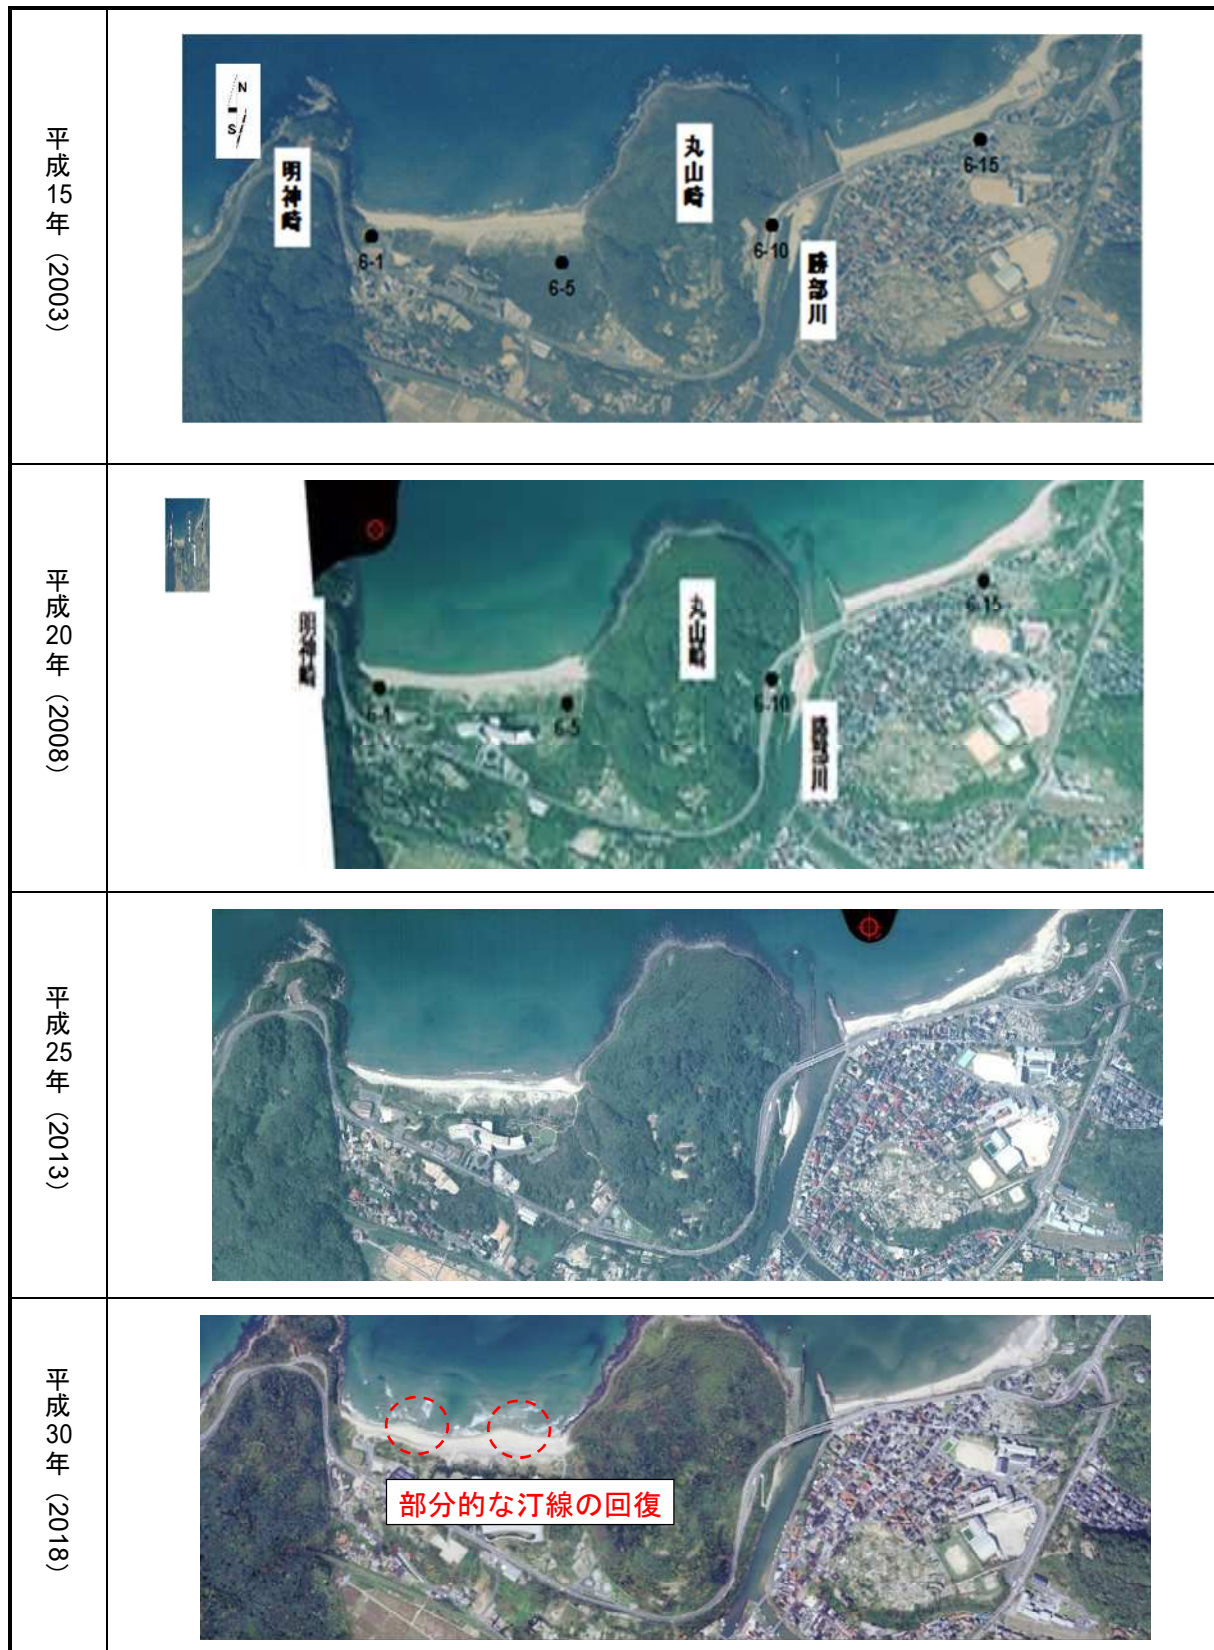 平成15年（2003）
N
S
明神崎
丸山崎
勝部川
6-1
6-5
6-10
6-15
平成20年（2008）
明神崎
丸山崎
6-1
6-5
6-10
6-15
平成25年（2013）
平成30年（2018）
部分的な汀線の回復